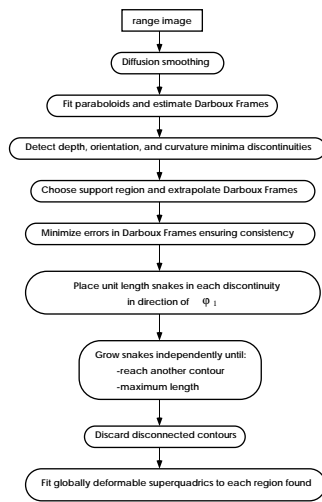 range image
Diffusion smoothing
Fit paraboloids and estimate Darboux Frames
Detect depth, orientation, and curvature minima discontinuities
Choose support region and extrapolate Darboux Frames
Minimize errors in Darboux Frames ensuring consistency
Place unit length snakes in each discontinuity
in direction of φ₁
Grow snakes independently until:
-reach another contour
-maximum length
Discard disconnected contours
Fit globally deformable superquadrics to each region found